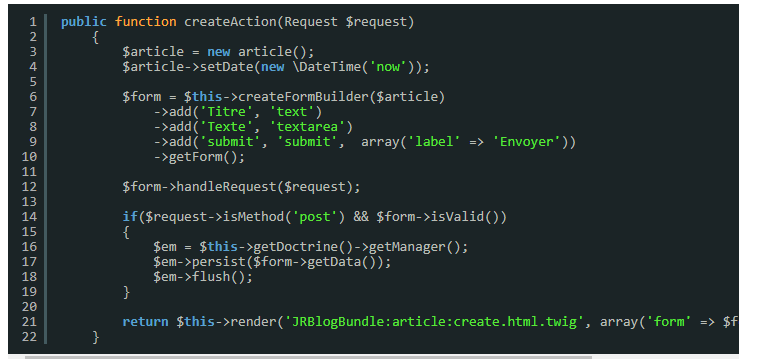 1 public function createAction(Request $request)
2 {
3 $article = new article();
4 $article->setDate(new \DateTime('now'));
5
6 $form = $this->createFormBuilder($article)
7 ->add('Titre', 'text')
8 ->add('Texte', 'textarea')
9 ->add('submit', 'submit', array('label' => 'Envoyer'))
10 ->getForm();
11
12 $form->handleRequest($request);
13
14 if($request->isMethod('post') && $form->isValid())
15 {
16 $em = $this->getDoctrine()->getManager();
17 $em->persist($form->getData());
18 $em->flush();
19 }
20
21 return $this->render('JRBlogBundle:article:create.html.twig', array('form' => $f
22 }